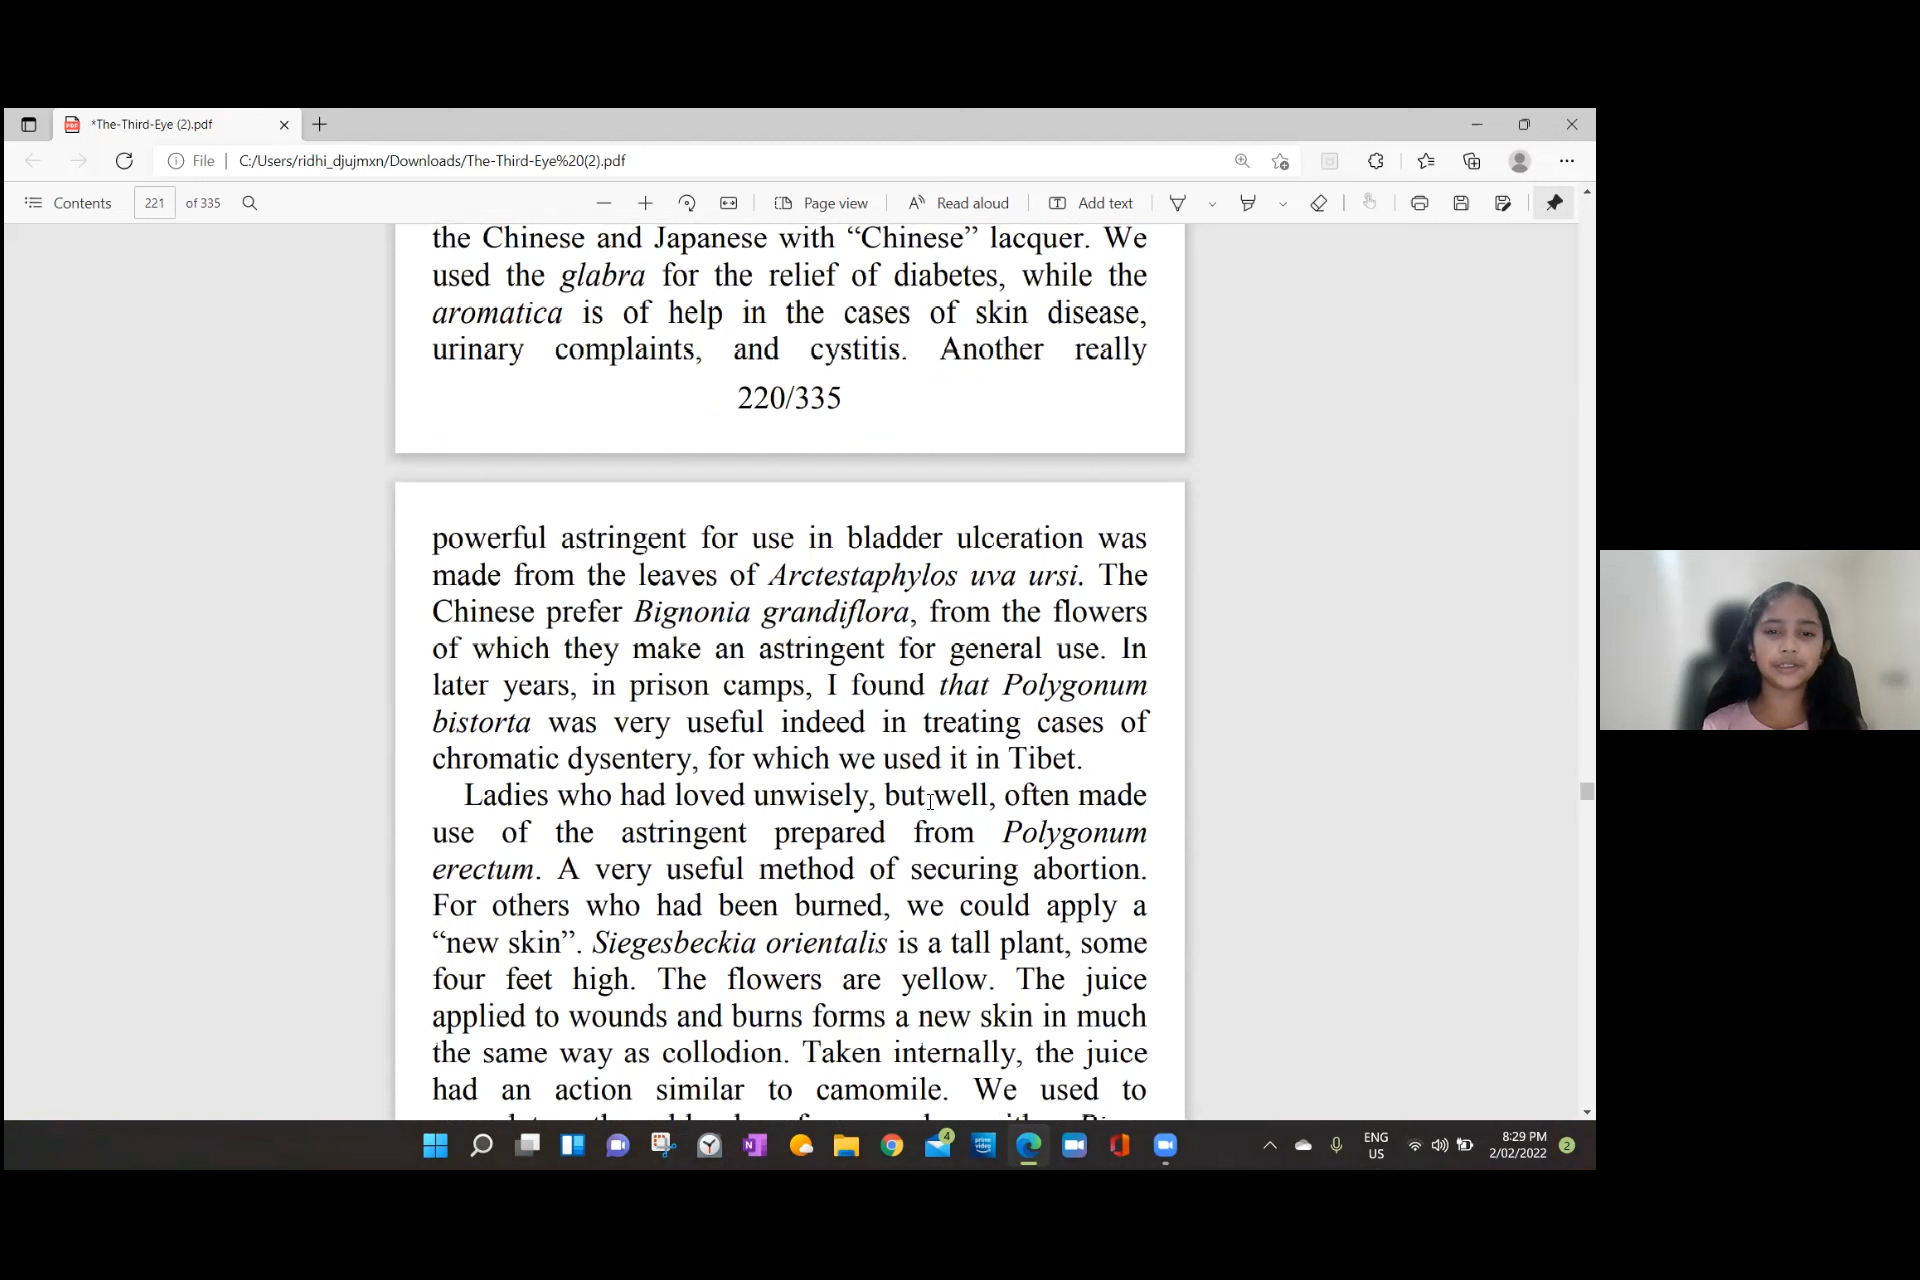 *The-Third-Eye (2).pdf
File
C:/Users/ridhi_djujmxn/Downloads/The-Third-Eye%20(2).pdf
Contents 221 of 335 Page view Read aloud Add text
the Chinese and Japanese with “Chinese” lacquer. We
used the glabra for the relief of diabetes, while the
aromatica is of help in the cases of skin disease,
urinary complaints, and cystitis. Another really
220/335
powerful astringent for use in bladder ulceration was
made from the leaves of Arctestaphylos uva ursi. The
Chinese prefer Bignonia grandiflora, from the flowers
of which they make an astringent for general use. In
later years, in prison camps, I found that Polygonum
bistorta was very useful indeed in treating cases of
chromatic dysentery, for which we used it in Tibet.
Ladies who had loved unwisely, but well, often made
use of the astringent prepared from Polygonum
erectum. A very useful method of securing abortion.
For others who had been burned, we could apply a
“new skin”. Siegesbeckia orientalis is a tall plant, some
four feet high. The flowers are yellow. The juice
applied to wounds and burns forms a new skin in much
the same way as collodion. Taken internally, the juice
had an action similar to camomile. We used to
4
prime video
ENG
US
8:29 PM
2/02/2022
2